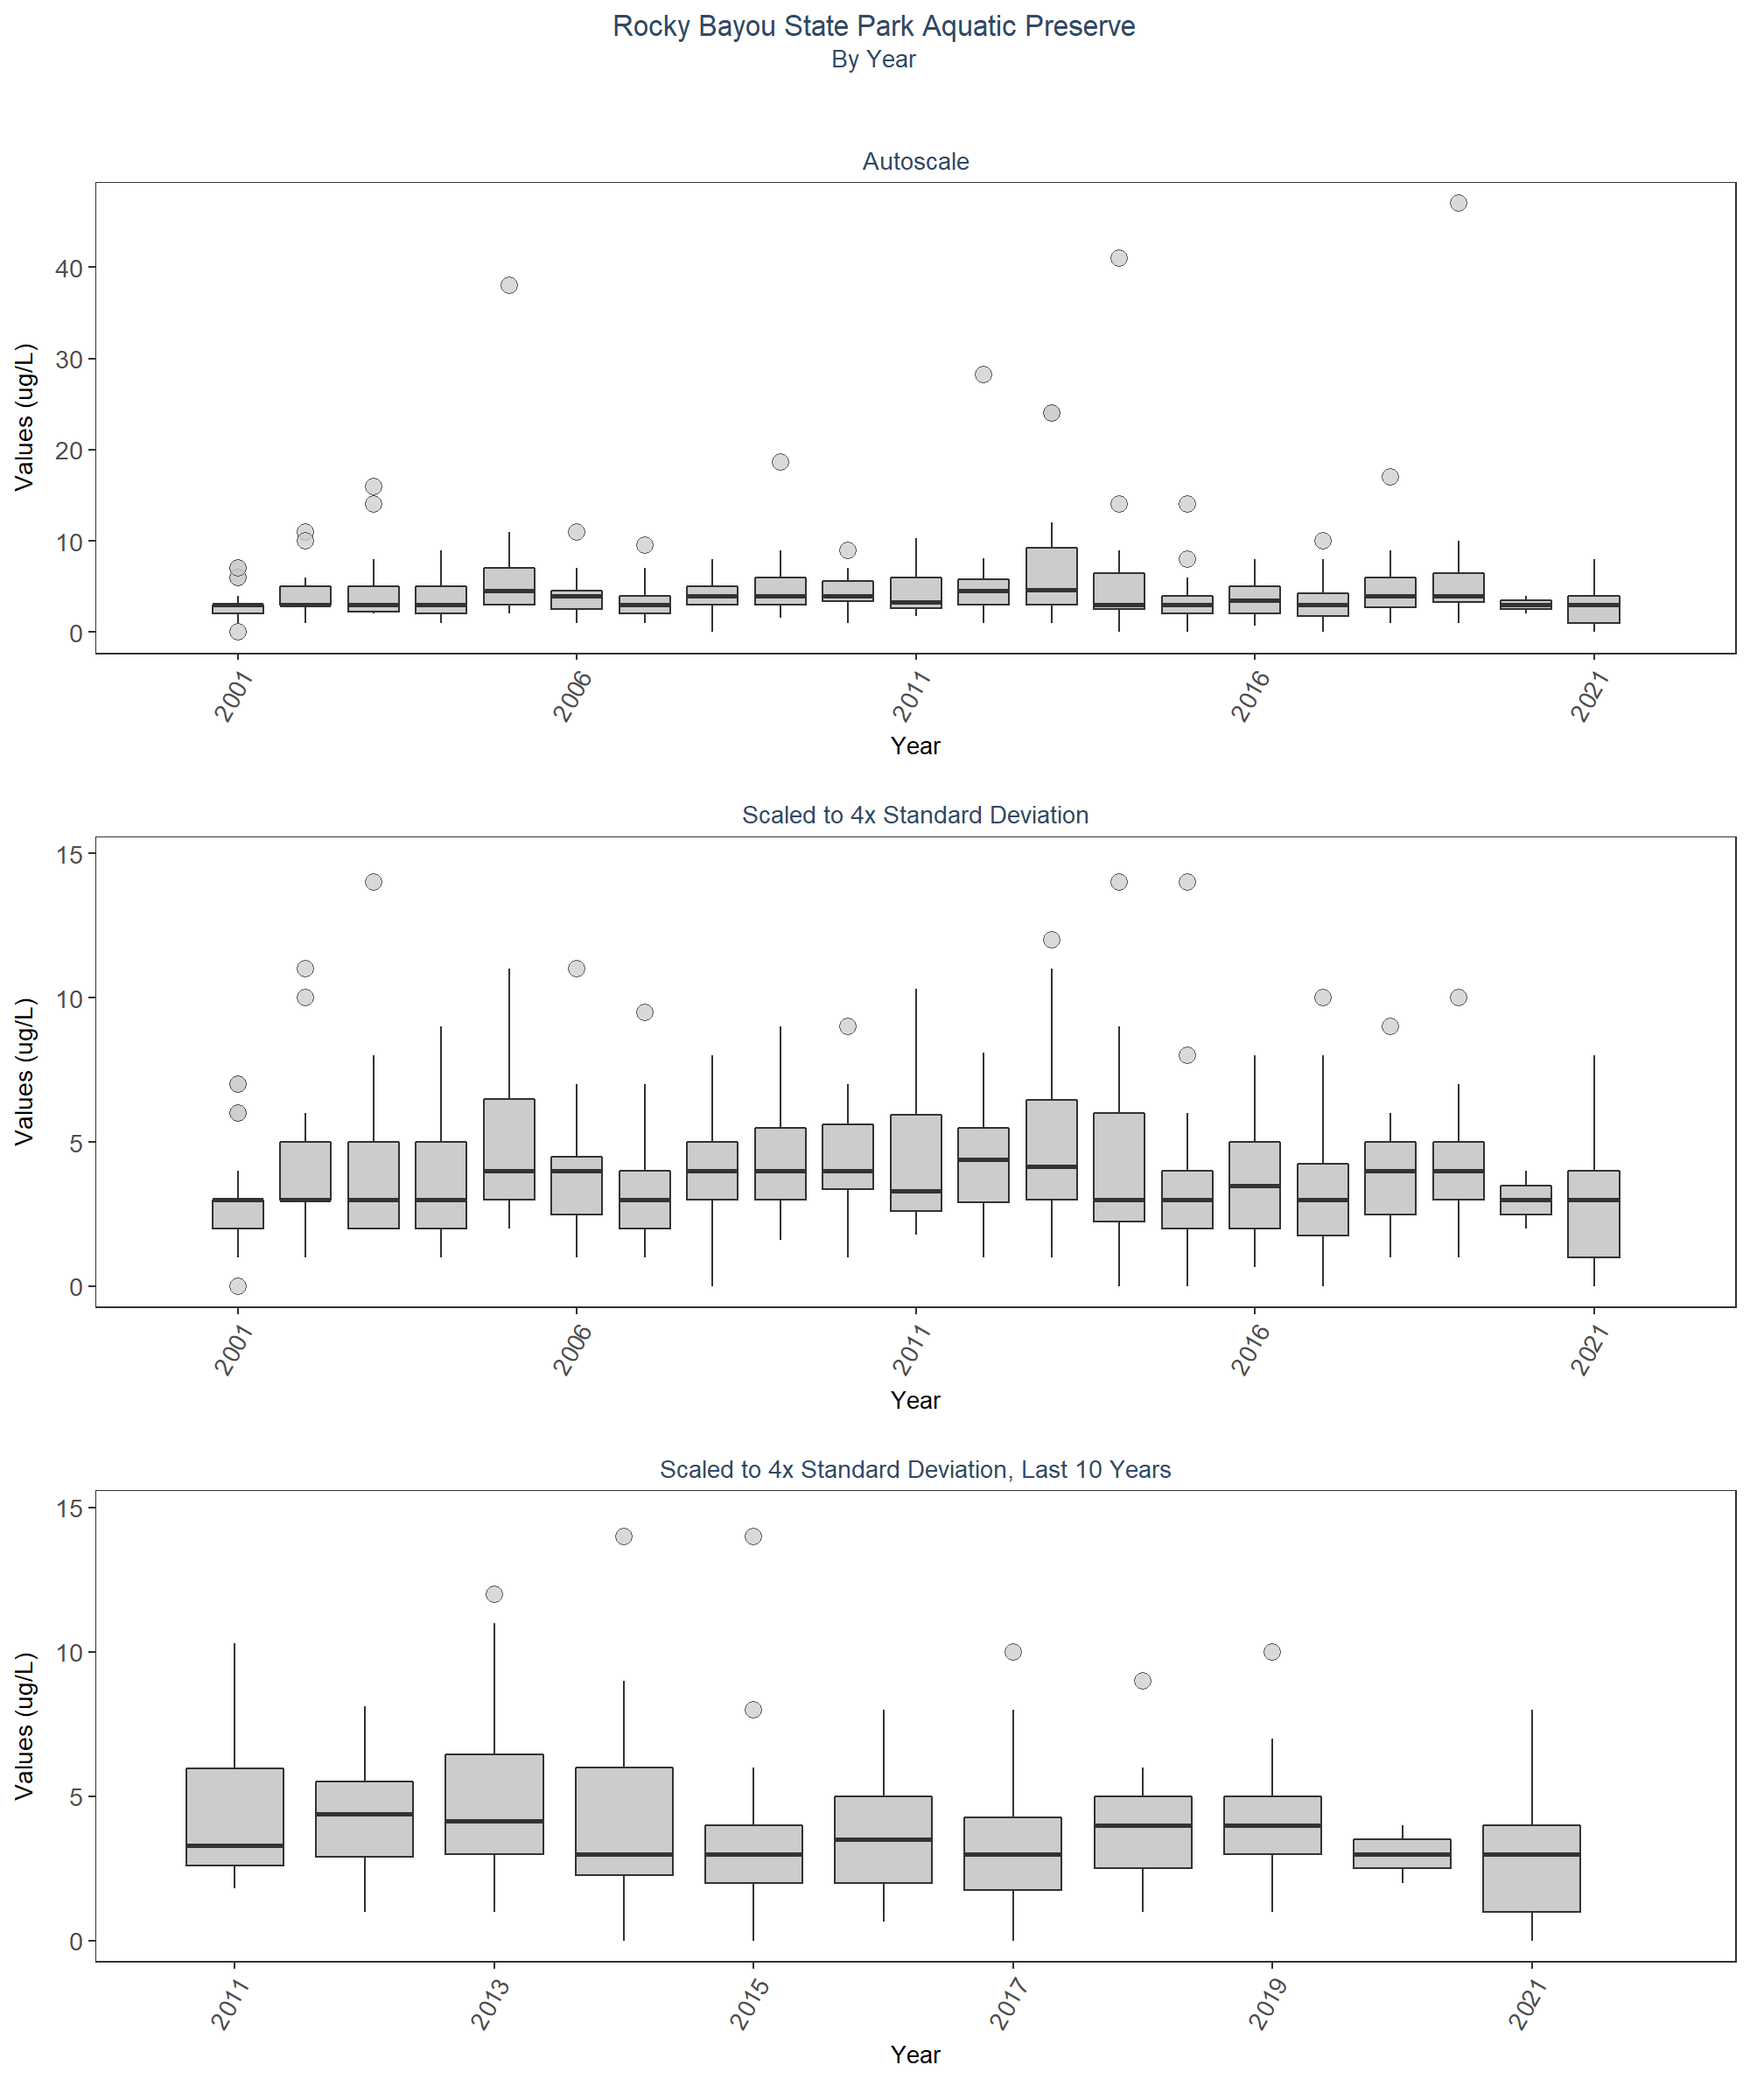 Rocky Bayou State Park Aquatic Preserve
By Year
Autoscale
Values (ug/L)
40
30
20
10
0
2001
2006
2011
2016
2021
Year
Scaled to 4x Standard Deviation
Values (ug/L)
15
10
5
0
2001
2006
2011
2016
2021
Year
Scaled to 4x Standard Deviation, Last 10 Years
Values (ug/L)
15
10
5
0
2011
2013
2015
2017
2019
2021
Year